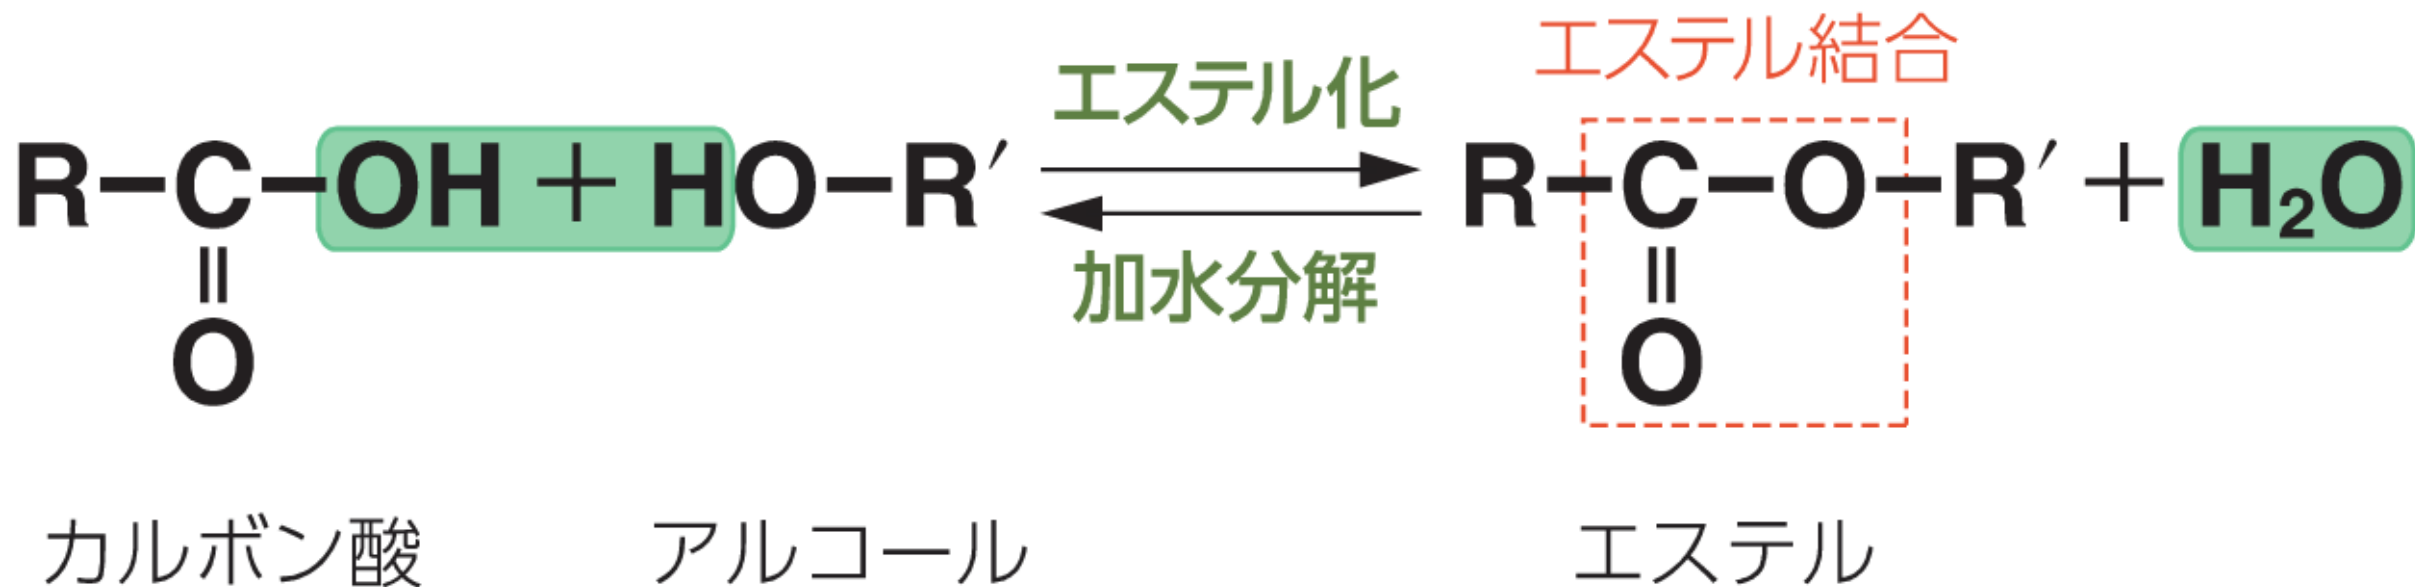 エステル結合
エステル化
R−C−OH + HO−R′ ⇄ R−C−O−R′ + H₂O
加水分解
O O
カルボン酸 アルコール エステル